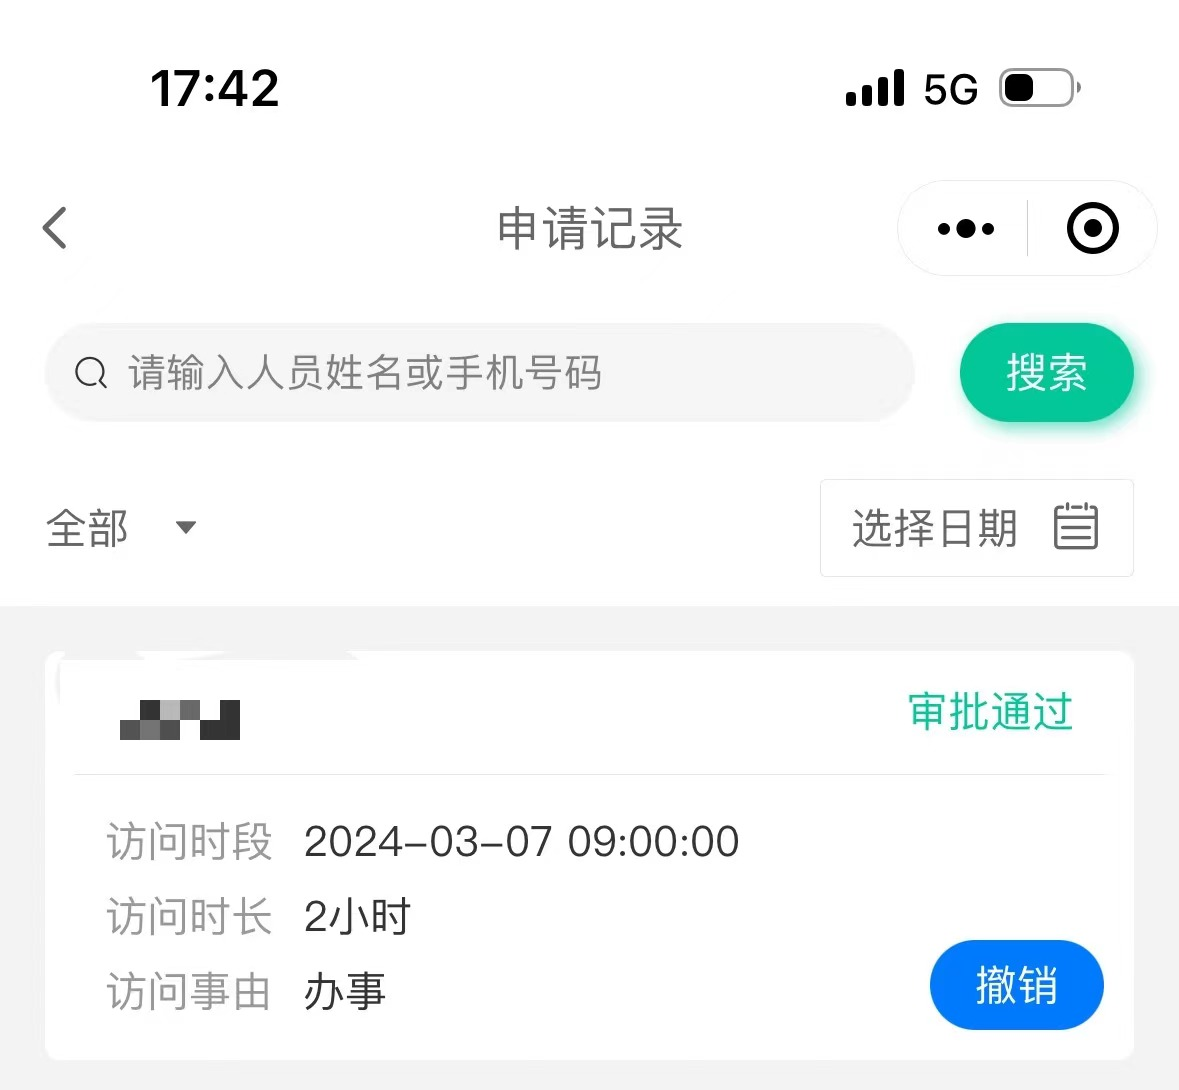 17:42 5G
申请记录
请输入人员姓名或手机号码 搜索
全部 选择日期
审批通过
访问时段 2024-03-07 09:00:00
访问时长 2小时
访问事由 办事
撤销